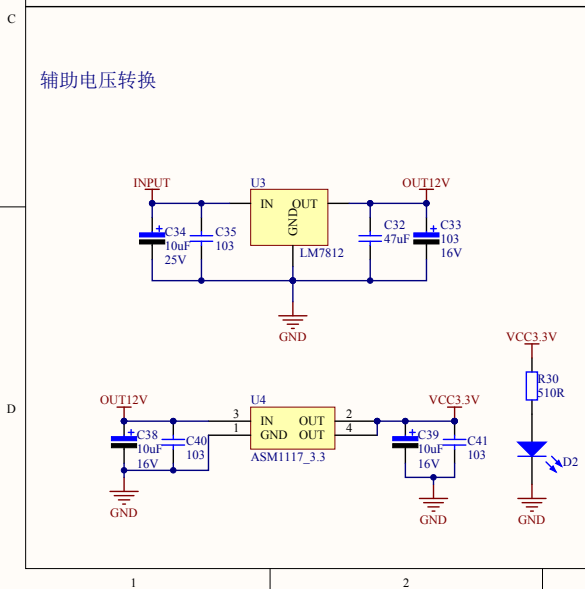 C
辅助电压转换
INPUT
U3
OUT12V
IN
OUT
GND
LM7812
C34
10uF
25V
C35
103
C32
47uF
C33
103
16V
GND
VCC3.3V
R30
510R
D2
GND
D
OUT12V
U4
VCC3.3V
3
IN
OUT
2
1
GND
OUT
4
ASM1117_3.3
C38
10uF
16V
C40
103
C39
10uF
16V
C41
103
GND
GND
1
2